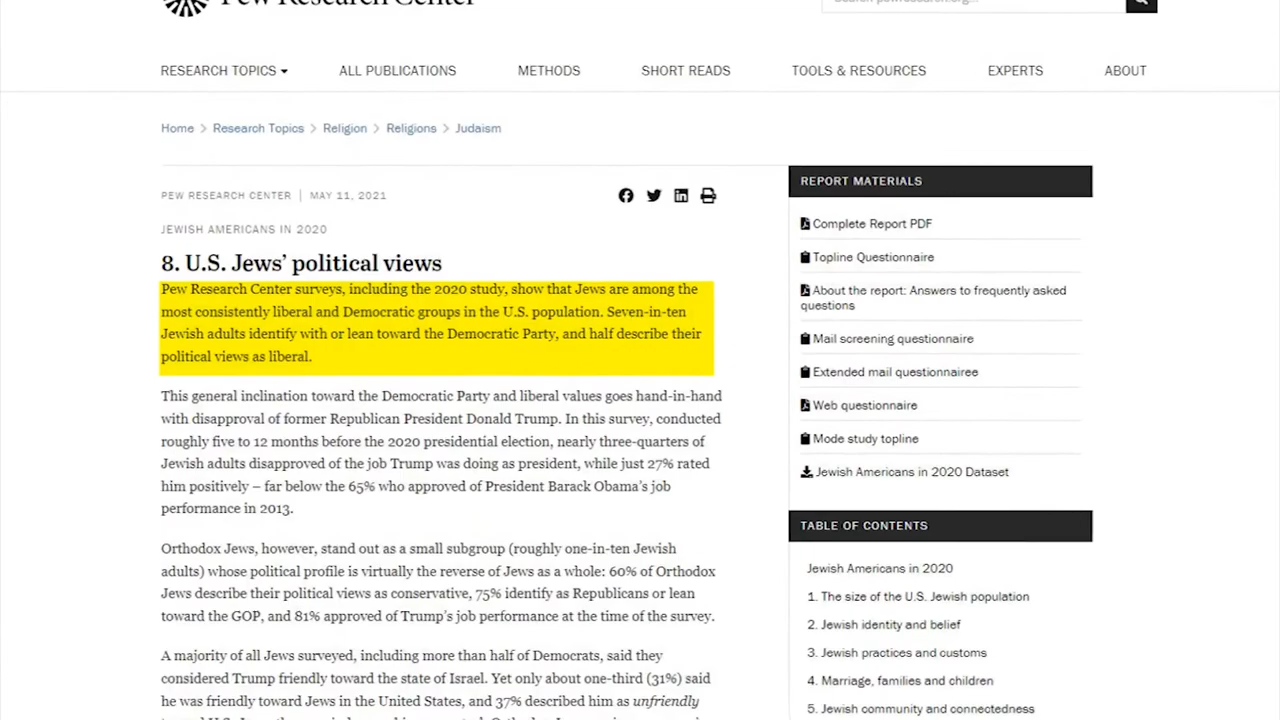 Pew Research Center
RESEARCH TOPICS
ALL PUBLICATIONS
METHODS
SHORT READS
TOOLS & RESOURCES
EXPERTS
ABOUT
Home > Research Topics > Religion > Religions > Judaism
PEW RESEARCH CENTER | MAY 11, 2021
JEWISH AMERICANS IN 2020
8. U.S. Jews’ political views
Pew Research Center surveys, including the 2020 study, show that Jews are among the
most consistently liberal and Democratic groups in the U.S. population. Seven-in-ten
Jewish adults identify with or lean toward the Democratic Party, and half describe their
political views as liberal.
This general inclination toward the Democratic Party and liberal values goes hand-in-hand
with disapproval of former Republican President Donald Trump. In this survey, conducted
roughly five to 12 months before the 2020 presidential election, nearly three-quarters of
Jewish adults disapproved of the job Trump was doing as president, while just 27% rated
him positively – far below the 65% who approved of President Barack Obama’s job
performance in 2013.
Orthodox Jews, however, stand out as a small subgroup (roughly one-in-ten Jewish
adults) whose political profile is virtually the reverse of Jews as a whole: 60% of Orthodox
Jews describe their political views as conservative, 75% identify as Republicans or lean
toward the GOP, and 81% approved of Trump’s job performance at the time of the survey.
A majority of all Jews surveyed, including more than half of Democrats, said they
considered Trump friendly toward the state of Israel. Yet only about one-third (31%) said
he was friendly toward Jews in the United States, and 37% described him as unfriendly
REPORT MATERIALS
Complete Report PDF
Topline Questionnaire
About the report: Answers to frequently asked
questions
Mail screening questionnaire
Extended mail questionnairee
Web questionnaire
Mode study topline
Jewish Americans in 2020 Dataset
TABLE OF CONTENTS
Jewish Americans in 2020
1. The size of the U.S. Jewish population
2. Jewish identity and belief
3. Jewish practices and customs
4. Marriage, families and children
5. Jewish community and connectedness